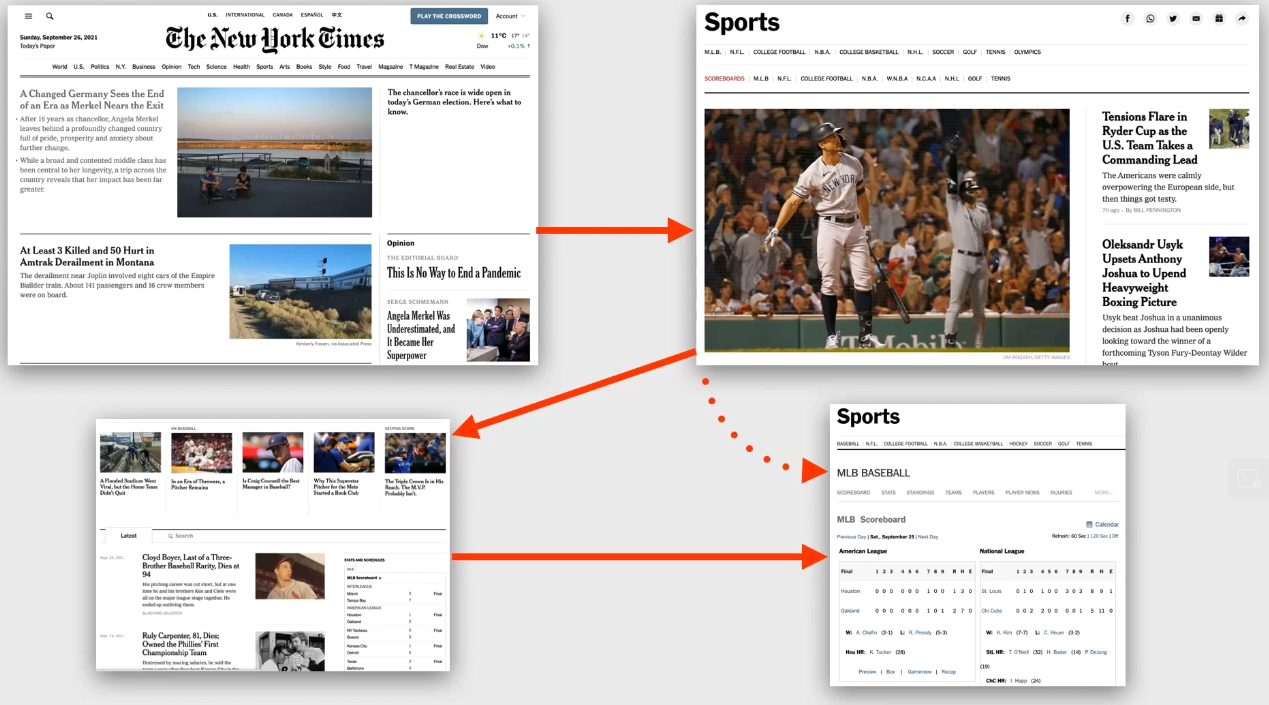 U.S. INTERNATIONAL CANADA ESPAÑOL 中文
PLAY THE CROSSWORD
Account
Sunday, September 26, 2021
Today's Paper
The New York Times
11°C 17° 14°
Dow +0.1% ↑
World U.S. Politics N.Y. Business Opinion Tech Science Health Sports Arts Books Style Food Travel Magazine T Magazine Real Estate Video
A Changed Germany Sees the End
of an Era as Merkel Nears the Exit
• After 16 years as chancellor, Angela Merkel
leaves behind a profoundly changed country
full of pride, prosperity and anxiety about
further change.
• While a broad and contented middle class has
been central to her longevity, a trip across the
country reveals that her impact has been far
greater.
The chancellor's race is wide open in
today's German election. Here's what to
know.
At Least 3 Killed and 50 Hurt in
Amtrak Derailment in Montana
The derailment near Joplin involved eight cars of the Empire
Builder train. About 141 passengers and 16 crew members
were on board.
Kimberly Fossen, via Associated Press
Opinion
THE EDITORIAL BOARD
This Is No Way to End a Pandemic
SERGE SCHMEMANN
Angela Merkel Was
Underestimated, and
It Became Her
Superpower
Sports
M.L.B. N.F.L. COLLEGE FOOTBALL N.B.A. COLLEGE BASKETBALL N.H.L. SOCCER GOLF TENNIS OLYMPICS
SCOREBOARDS M.L.B N.F.L. COLLEGE FOOTBALL N.B.A. W.N.B.A N.C.A.A N.H.L GOLF TENNIS
NEW YORK
T Mobile
JIM ROGASH/GETTY IMAGES
Tensions Flare in
Ryder Cup as the
U.S. Team Takes a
Commanding Lead
The Americans were calmly
overpowering the European side, but
then things got testy.
7h ago · By BILL PENNINGTON
Oleksandr Usyk
Upsets Anthony
Joshua to Upend
Heavyweight
Boxing Picture
Usyk beat Joshua in a unanimous
decision as Joshua had been openly
looking toward the winner of a
forthcoming Tyson Fury-Deontay Wilder
bout.
ON BASEBALL
KEEPING SCORE
A Flooded Stadium Went
Viral, but the Home Team
Didn't Quit
In an Era of Throwers, a
Pitcher Remains
Is Craig Counsell the Best
Manager in Baseball?
Why This Superstar
Pitcher for the Mets
Started a Book Club
The Triple Crown Is in His
Reach. The M.V.P.
Probably Isn't.
Latest
Search
Cloyd Boyer, Last of a Three-
Brother Baseball Rarity, Dies at
94
His pitching career was cut short, but at one
time he and his brothers Ken and Clete were
all on the major league stage together. He
ended up outliving them.
By RICHARD GOLDSTEIN
Ruly Carpenter, 81, Dies;
Owned the Phillies' First
Championship Team
Distressed by soaring salaries, he sold the
STATS AND SCHEDULES
MLB
MLB Scoreboard
INTERLEAGUE
Miami 3 Final
Tampa Bay 7
AMERICAN LEAGUE
Houston 1 Final
Oakland 2
NY Yankees 5 Final
Boston 3
Kansas City 1 Final
Detroit 5
Texas 2 Final
Baltimore 3
Sports
BASEBALL N.F.L. COLLEGE FOOTBALL N.B.A. COLLEGE BASKETBALL HOCKEY SOCCER GOLF TENNIS
MLB BASEBALL
SCOREBOARD STATS STANDINGS TEAMS PLAYERS PLAYER NEWS INJURIES MORE...
MLB Scoreboard
Calendar
Previous Day | Sat., September 25 | Next Day
Refresh: 60 Sec | 120 Sec | Off
American League
Final 1 2 3 4 5 6 7 8 9 R H E
Houston 0 0 0 0 0 0 1 0 0 1 3 0
Oakland 0 0 0 0 0 0 1 0 1 2 7 0
W: A. Chafin (2-1) L: R. Pressly (5-3)
Hou HR: K. Tucker (28)
Preview | Box | Gameview | Recap
National League
Final 1 2 3 4 5 6 7 8 9 R H E
St. Louis 0 1 0 1 0 0 3 0 3 8 9 1
Chi Cubs 0 0 2 2 0 0 0 0 1 5 11 0
W: K. Kim (7-7) L: C. Heuer (3-2)
StL HR: T. O'Neill (32) H. Bader (14) P. DeJong
(19)
ChC HR: I. Happ (24)